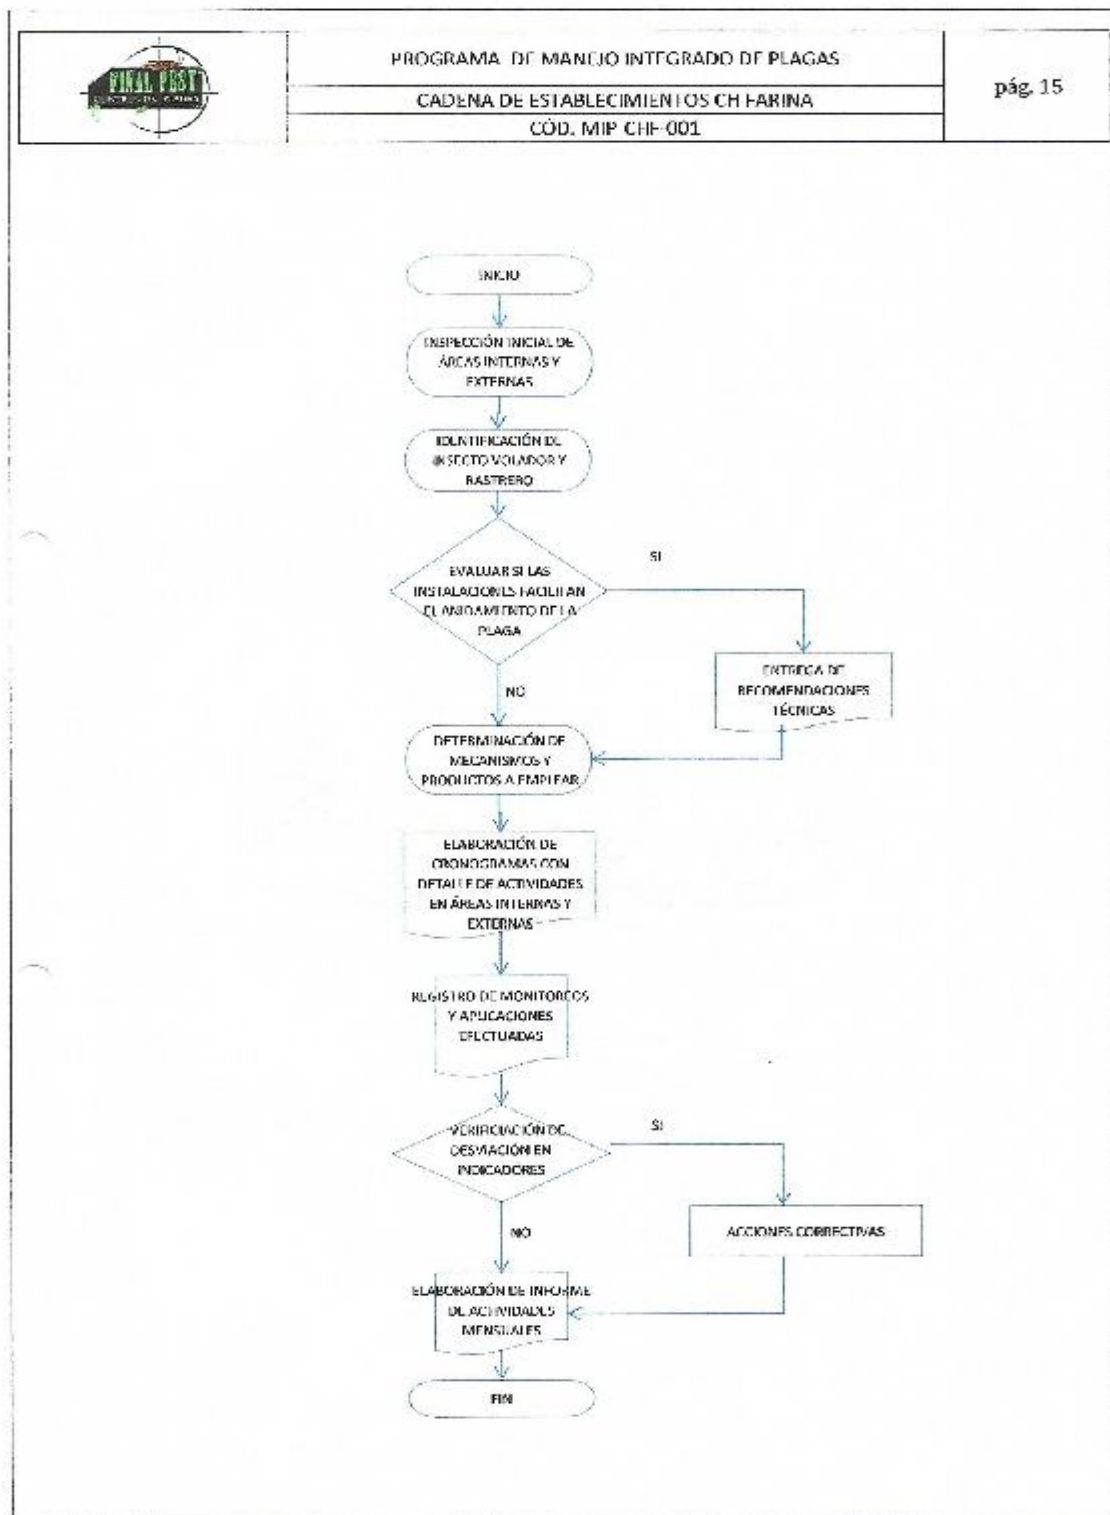 FINAL PEST
PROGRAMA DE MANEJO INTEGRADO DE PLAGAS
CADENA DE ESTABLECIMIENTOS CH FARINA
CÓD. MIP-CHF-001
pág. 15
INICIO
INSPECCIÓN INICIAL DE
ÁREAS INTERNAS Y
EXTERNAS
IDENTIFICACIÓN DE
INSECTO VOLADOR Y
RASTRERO
EVALUAR SI LAS
INSTALACIONES FACILITAN
EL ANIDAMIENTO DE LA
PLAGA
SI
NO
ENTREGA DE
RECOMENDACIONES
TÉCNICAS
DETERMINACIÓN DE
MECANISMOS Y
PRODUCTOS A EMPLEAR
ELABORACIÓN DE
CRONOGRAMAS CON
DETALLE DE ACTIVIDADES
EN ÁREAS INTERNAS Y
EXTERNAS
REGISTRO DE MONITOREOS
Y APLICACIONES
EFECTUADAS
VERIFICIACIÓN DE
DESVIACIÓN EN
INDICADORES
SI
NO
ACCIONES CORRECTIVAS
ELABORACIÓN DE INFORME
DE ACTIVIDADES
MENSUALES
FIN